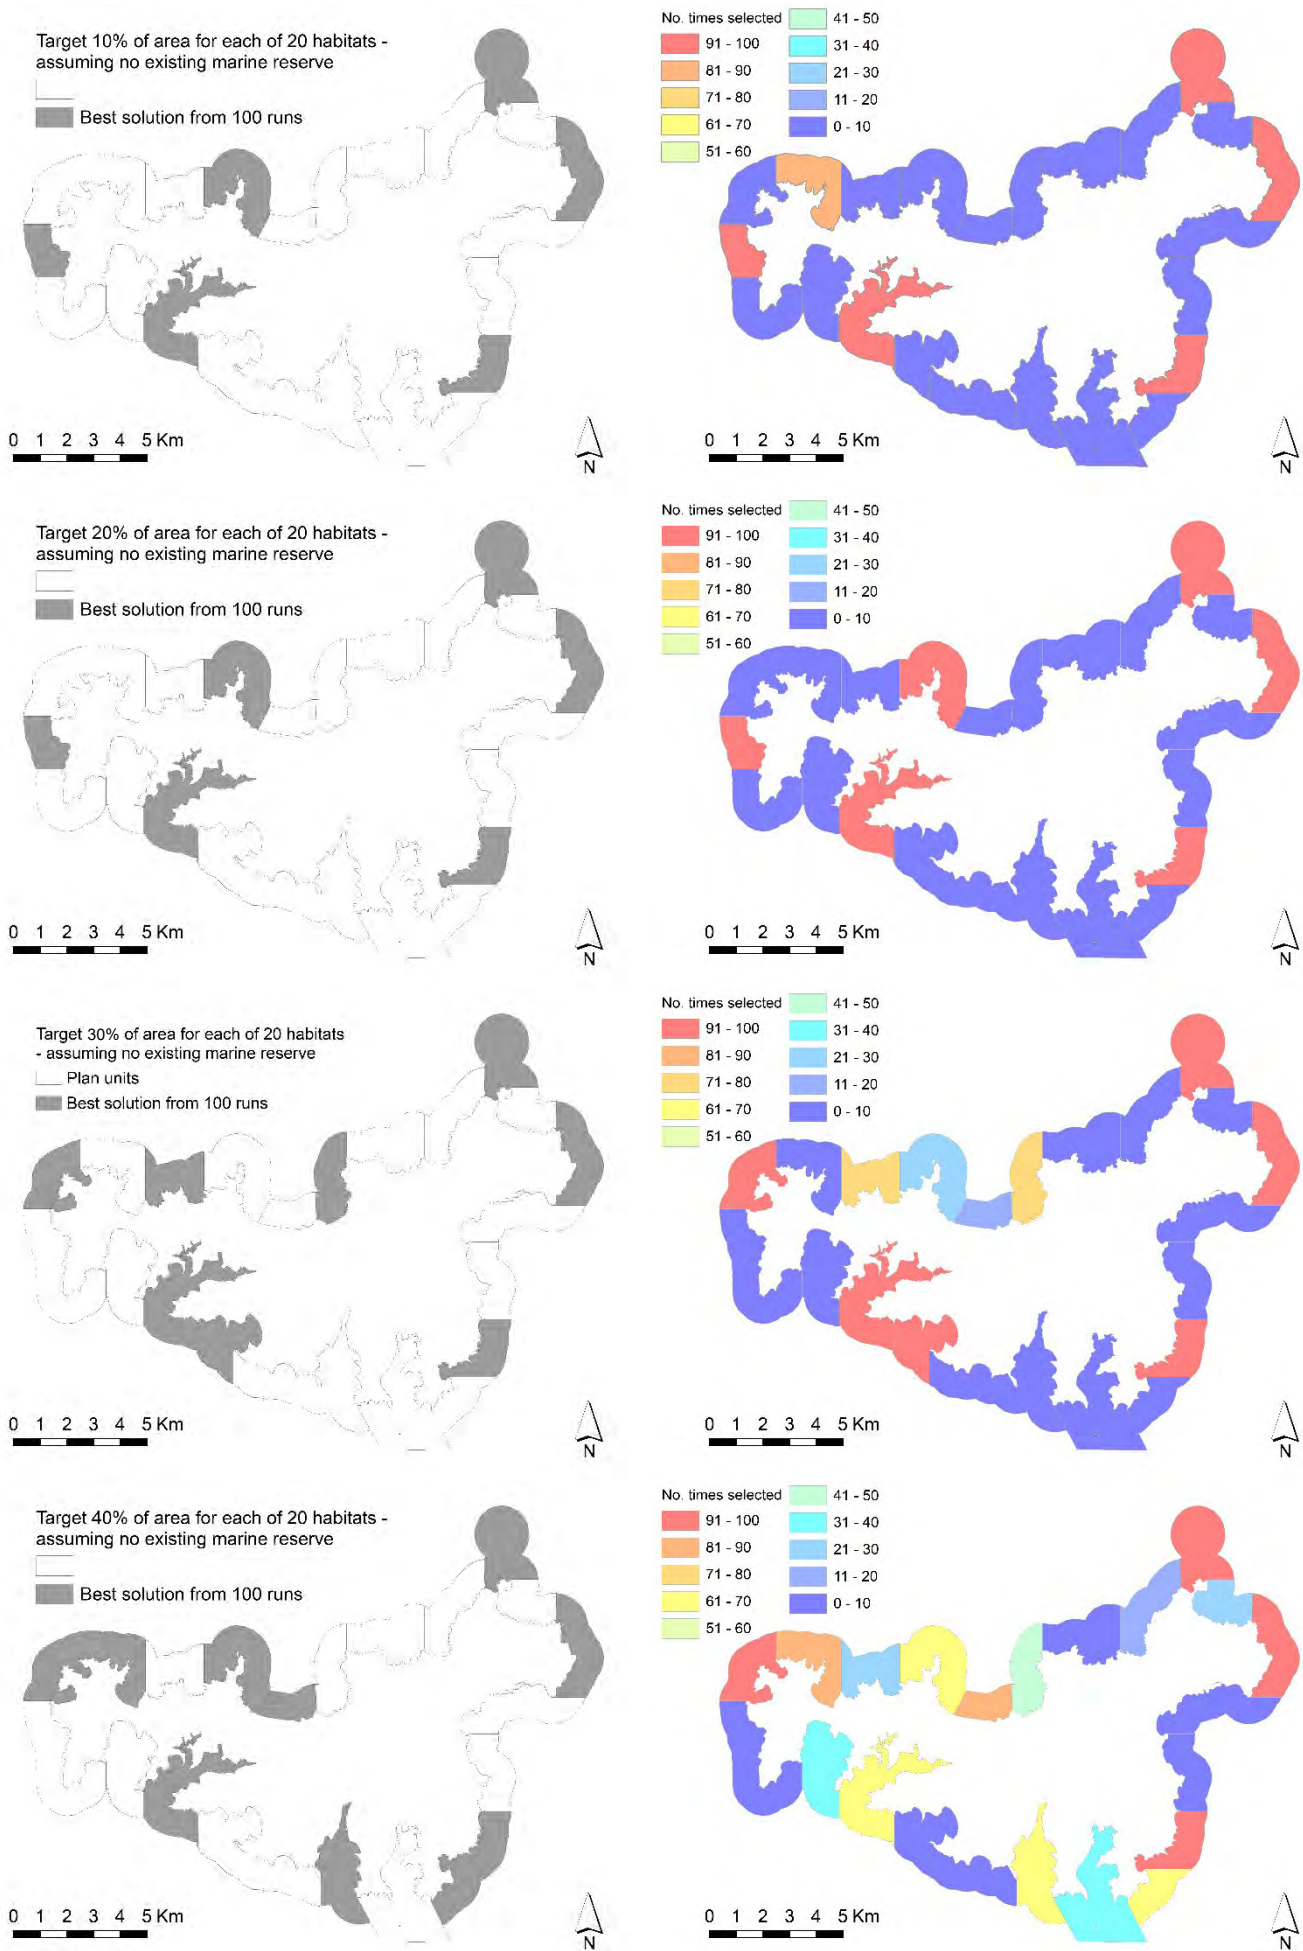 Target 10% of area for each of 20 habitats -
assuming no existing marine reserve
Best solution from 100 runs
0 1 2 3 4 5 Km
N
No. times selected
91 - 100
81 - 90
71 - 80
61 - 70
51 - 60
41 - 50
31 - 40
21 - 30
11 - 20
0 - 10
0 1 2 3 4 5 Km
N
Target 20% of area for each of 20 habitats -
assuming no existing marine reserve
Best solution from 100 runs
0 1 2 3 4 5 Km
N
No. times selected
91 - 100
81 - 90
71 - 80
61 - 70
51 - 60
41 - 50
31 - 40
21 - 30
11 - 20
0 - 10
0 1 2 3 4 5 Km
N
Target 30% of area for each of 20 habitats
- assuming no existing marine reserve
Plan units
Best solution from 100 runs
0 1 2 3 4 5 Km
N
No. times selected
91 - 100
81 - 90
71 - 80
61 - 70
51 - 60
41 - 50
31 - 40
21 - 30
11 - 20
0 - 10
0 1 2 3 4 5 Km
N
Target 40% of area for each of 20 habitats -
assuming no existing marine reserve
Best solution from 100 runs
0 1 2 3 4 5 Km
N
No. times selected
91 - 100
81 - 90
71 - 80
61 - 70
51 - 60
41 - 50
31 - 40
21 - 30
11 - 20
0 - 10
0 1 2 3 4 5 Km
N